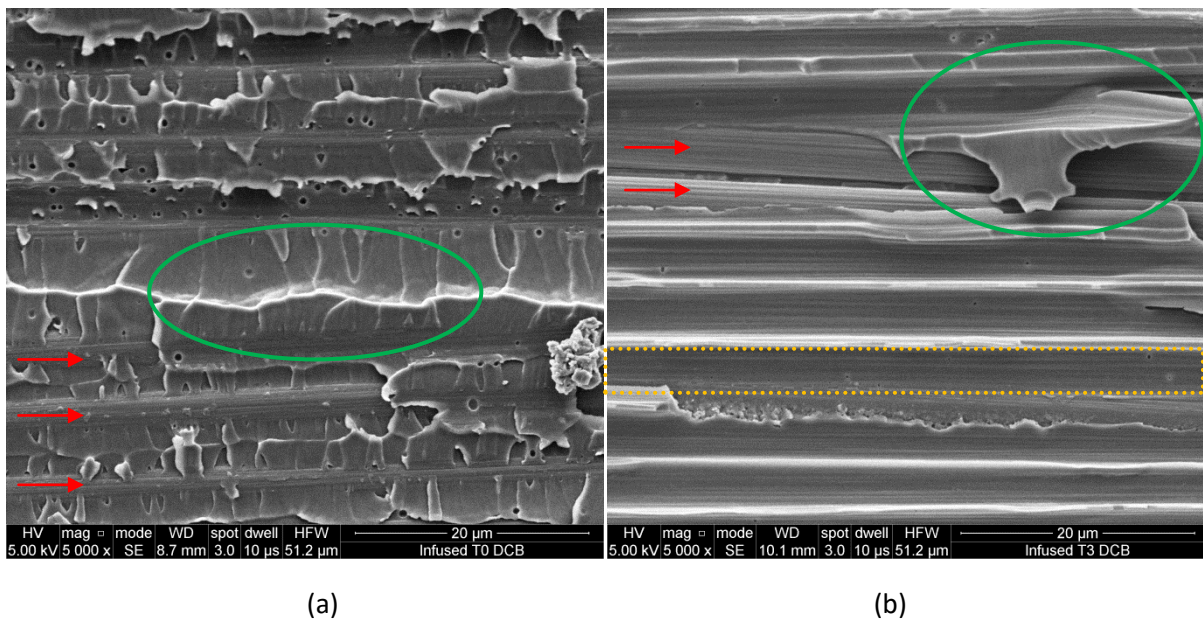 HV mag □ mode WD spot dwell HFW 20 µm
5.00 kV 5 000 x SE 8.7 mm 3.0 10 µs 51.2 µm Infused T0 DCB
HV mag □ mode WD spot dwell HFW 20 µm
5.00 kV 5 000 x SE 10.1 mm 3.0 10 µs 51.2 µm Infused T3 DCB
(a)
(b)